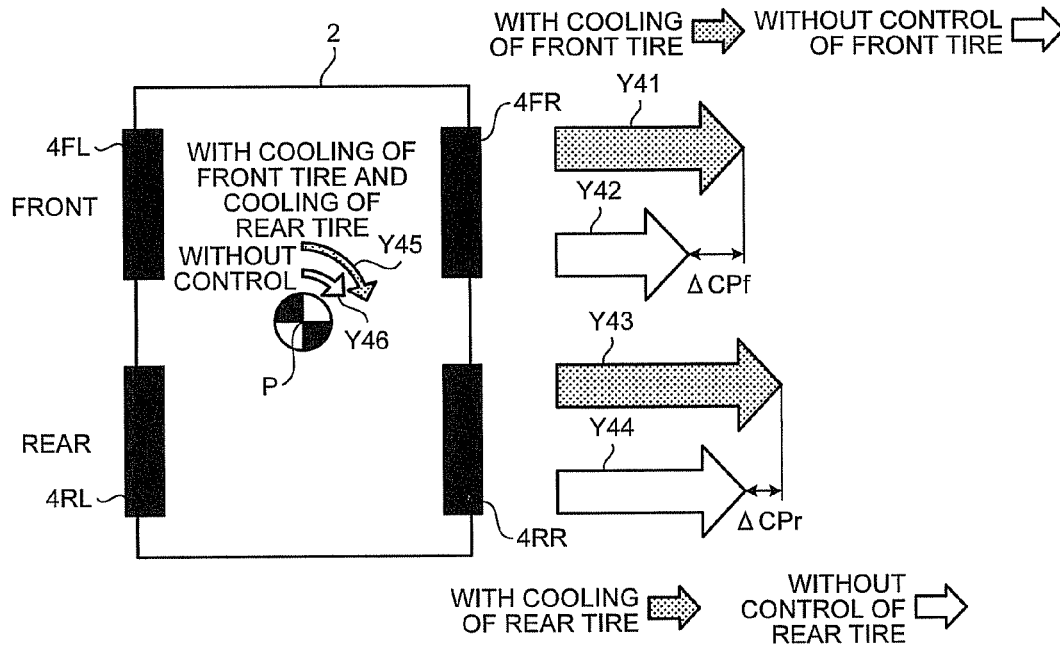 WITH COOLING
OF FRONT TIRE
WITHOUT CONTROL
OF FRONT TIRE
2
4FR
Y41
4FL
WITH COOLING OF
FRONT TIRE AND
COOLING OF
REAR TIRE
FRONT
Y42
Y45
WITHOUT
CONTROL
Δ CPf
Y46
Y43
P
REAR
Y44
4RL
Δ CPr
4RR
WITH COOLING
OF REAR TIRE
WITHOUT
CONTROL OF
REAR TIRE